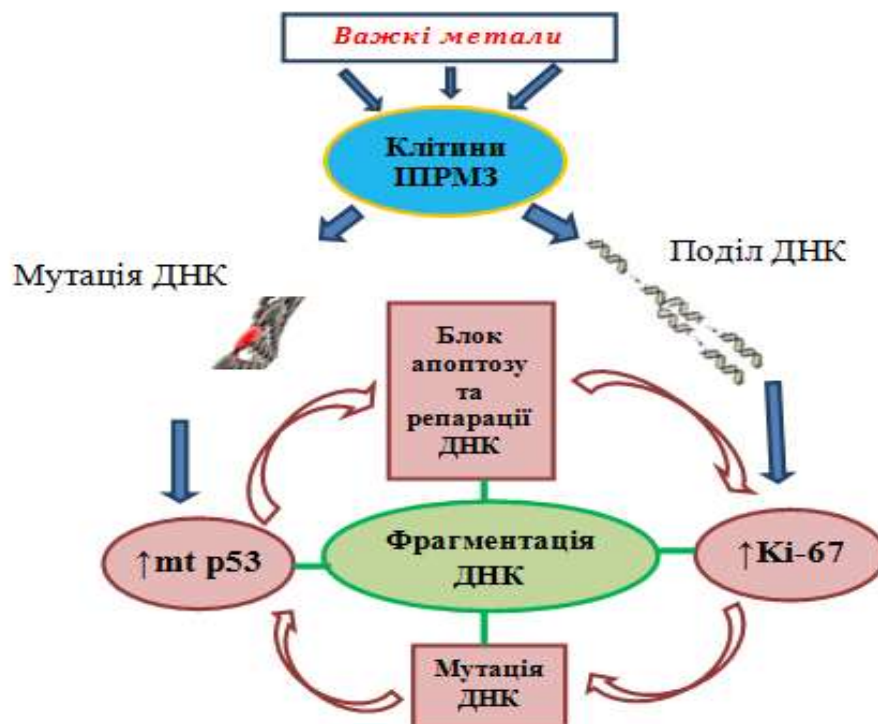 Важкі метали
Клітини
ІПРМЗ
Мутація ДНК
Поділ ДНК
Блок
апоптозу
та
репарації
ДНК
↑mt p53
Фрагментація
ДНК
↑Ki-67
Мутація
ДНК